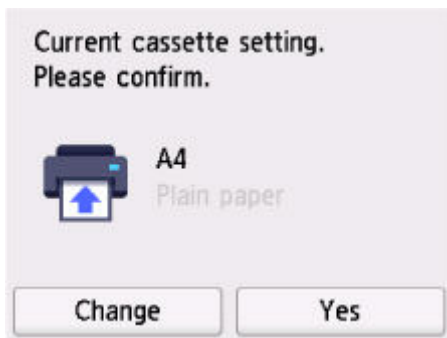 Current cassette setting.
Please confirm.
A4
Plain paper
Change
Yes